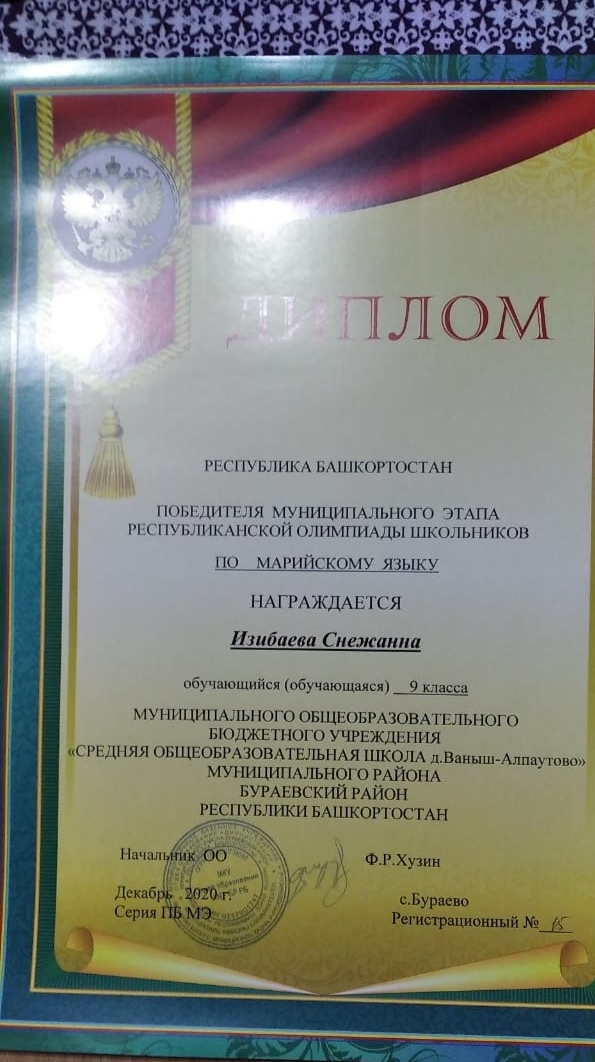 ДИПЛОМ
РЕСПУБЛИКА БАШКОРТОСТАН
ПОБЕДИТЕЛЯ МУНИЦИПАЛЬНОГО ЭТАПА
РЕСПУБЛИКАНСКОЙ ОЛИМПИАДЫ ШКОЛЬНИКОВ
ПО МАРИЙСКОМУ ЯЗЫКУ
НАГРАЖДАЕТСЯ
Изибаева Снежанна
обучающийся (обучающаяся) 9 класса
МУНИЦИПАЛЬНОГО ОБЩЕОБРАЗОВАТЕЛЬНОГО
БЮДЖЕТНОГО УЧРЕЖДЕНИЯ
«СРЕДНЯЯ ОБЩЕОБРАЗОВАТЕЛЬНАЯ ШКОЛА д.Ваныш-Алпаутово»
МУНИЦИПАЛЬНОГО РАЙОНА
БУРАЕВСКИЙ РАЙОН
РЕСПУБЛИКИ БАШКОРТОСТАН
Начальник ОО Ф.Р.Хузин
Декабрь 2020 г. с.Бураево
Серия ПБ МЭ Регистрационный № 15
МКУ
образование